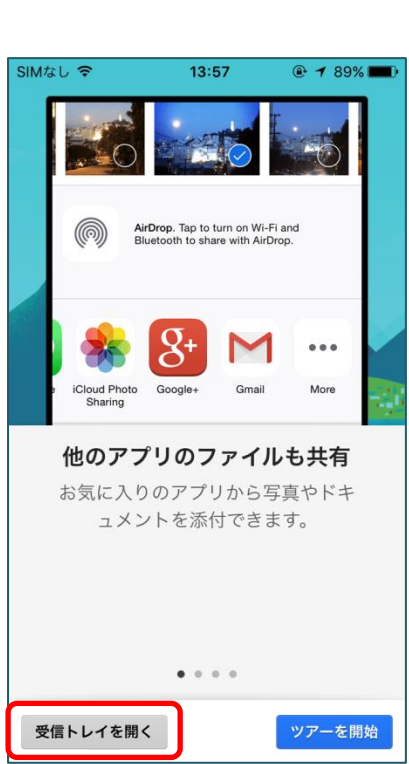 SIMなし 13:57 89%
AirDrop. Tap to turn on Wi-Fi and
Bluetooth to share with AirDrop.
iCloud Photo
Sharing
Google+
Gmail
More
他のアプリのファイルも共有
お気に入りのアプリから写真やドキ
ュメントを添付できます。
受信トレイを開く
ツアーを開始